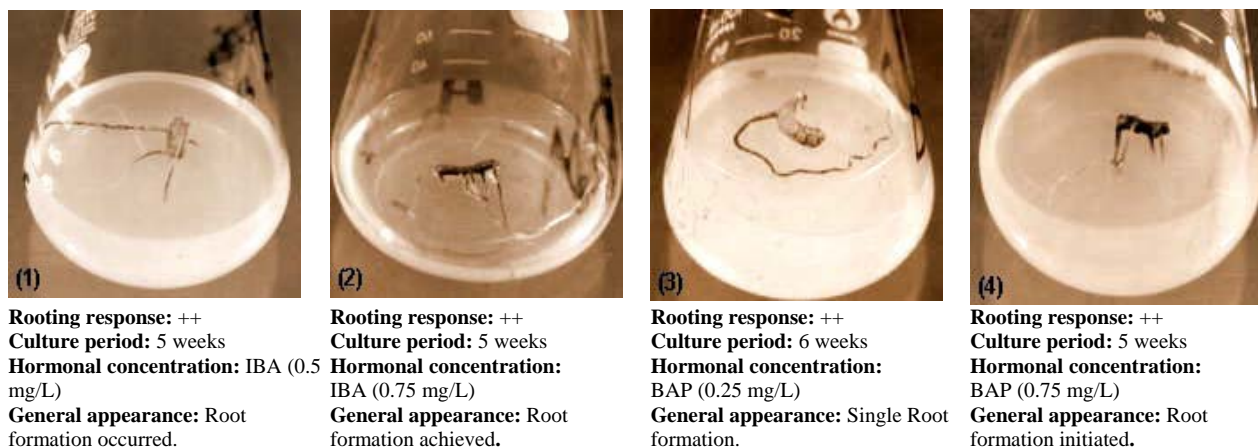 (1)
Rooting response: ++
Culture period: 5 weeks
Hormonal concentration: IBA (0.5
mg/L)
General appearance: Root
formation occurred.
(2)
Rooting response: ++
Culture period: 5 weeks
Hormonal concentration:
IBA (0.75 mg/L)
General appearance: Root
formation achieved.
(3)
Rooting response: ++
Culture period: 6 weeks
Hormonal concentration:
BAP (0.25 mg/L)
General appearance: Single Root
formation.
(4)
Rooting response: ++
Culture period: 5 weeks
Hormonal concentration:
BAP (0.75 mg/L)
General appearance: Root
formation initiated.